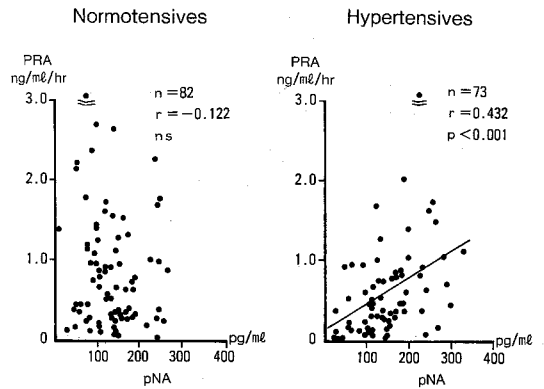 Normotensives
PRA
ng/mℓ/hr
3.0
2.0
1.0
0
n=82
r=−0.122
ns
100
200
300
400
pg/mℓ
pNA
Hypertensives
PRA
ng/mℓ/hr
3.0
2.0
1.0
0
n=73
r=0.432
p<0.001
100
200
300
400
pg/mℓ
pNA